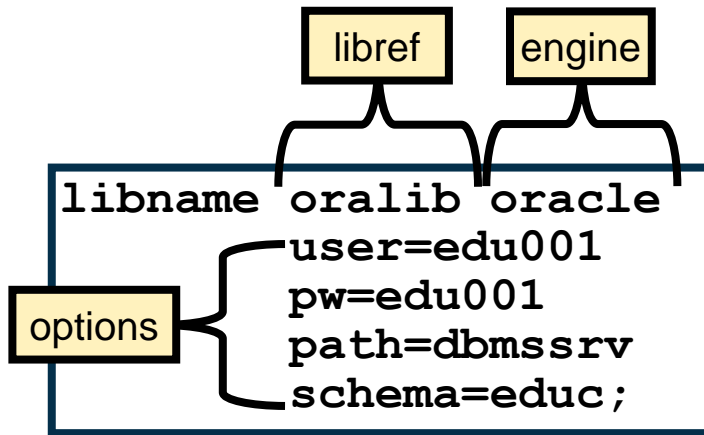 libref
engine
libname oralib oracle
user=edu001
pw=edu001
options
path=dbmssrv
schema=educ;